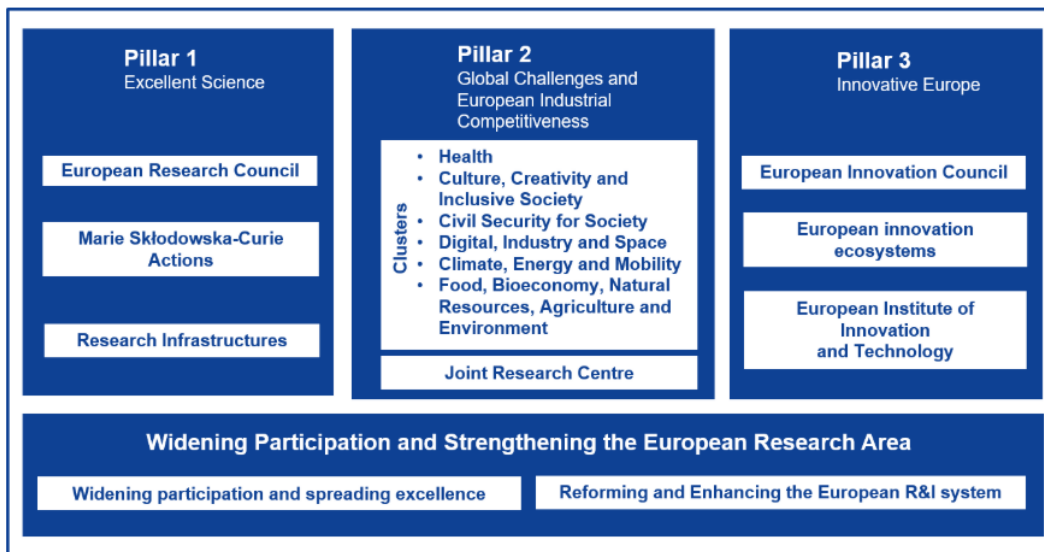 Pillar 1
Excellent Science
European Research Council
Marie Skłodowska-Curie
Actions
Research Infrastructures
Pillar 2
Global Challenges and
European Industrial
Competitiveness
Clusters
• Health
• Culture, Creativity and
Inclusive Society
• Civil Security for Society
• Digital, Industry and Space
• Climate, Energy and Mobility
• Food, Bioeconomy, Natural
Resources, Agriculture and
Environment
Joint Research Centre
Pillar 3
Innovative Europe
European Innovation Council
European innovation
ecosystems
European Institute of
Innovation
and Technology
Widening Participation and Strengthening the European Research Area
Widening participation and spreading excellence
Reforming and Enhancing the European R&I system